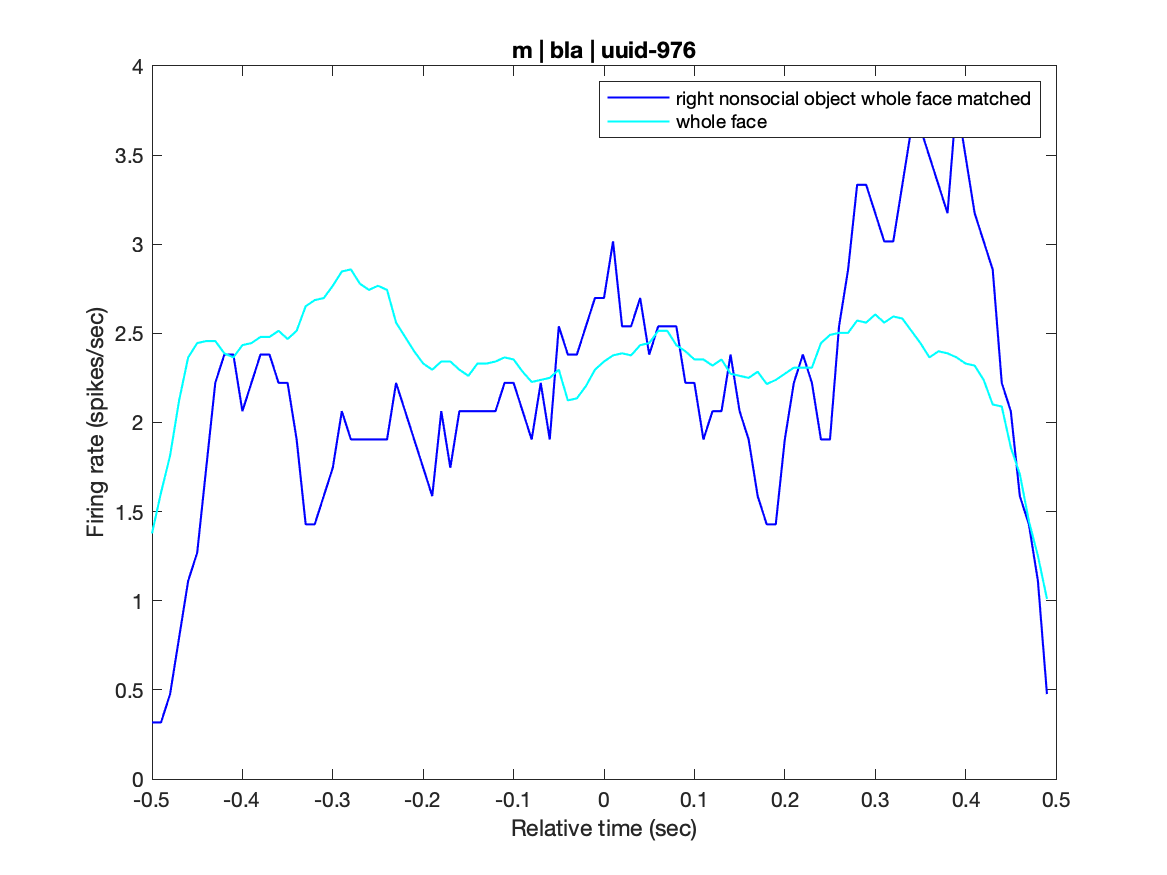 m | bla | uuid-976
right nonsocial object whole face matched
whole face
4
3.5
3
2.5
2
1.5
1
0.5
0
Firing rate (spikes/sec)
-0.5 -0.4 -0.3 -0.2 -0.1 0 0.1 0.2 0.3 0.4 0.5
Relative time (sec)